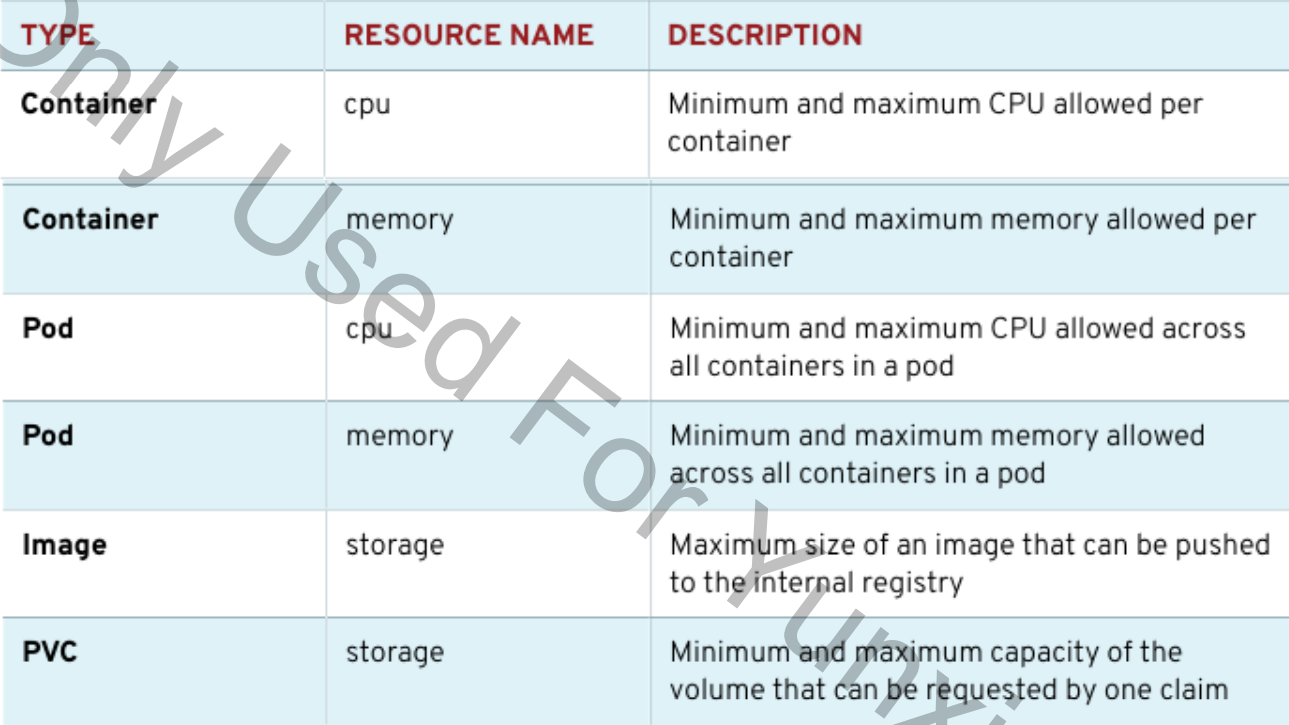 TYPE RESOURCE NAME DESCRIPTION
Container cpu Minimum and maximum CPU allowed per
container
Container memory Minimum and maximum memory allowed per
container
Pod cpu Minimum and maximum CPU allowed across
all containers in a pod
Pod memory Minimum and maximum memory allowed
across all containers in a pod
Image storage Maximum size of an image that can be pushed
to the internal registry
PVC storage Minimum and maximum capacity of the
volume that can be requested by one claim
Only Used For